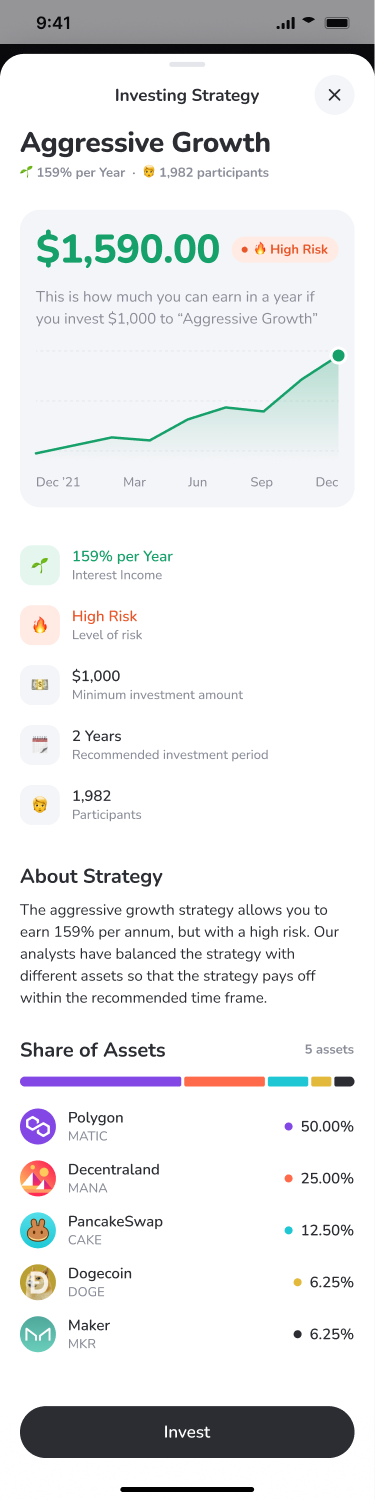 9:41
Investing Strategy
Aggressive Growth
159% per Year · 1,982 participants
$1,590.00
High Risk
This is how much you can earn in a year if
you invest $1,000 to “Aggressive Growth”
Dec '21 Mar Jun Sep Dec
159% per Year
Interest Income
High Risk
Level of risk
$1,000
Minimum investment amount
2 Years
Recommended investment period
1,982
Participants
About Strategy
The aggressive growth strategy allows you to
earn 159% per annum, but with a high risk. Our
analysts have balanced the strategy with
different assets so that the strategy pays off
within the recommended time frame.
Share of Assets 5 assets
Polygon
MATIC
50.00%
Decentraland
MANA
25.00%
PancakeSwap
CAKE
12.50%
Dogecoin
DOGE
6.25%
Maker
MKR
6.25%
Invest